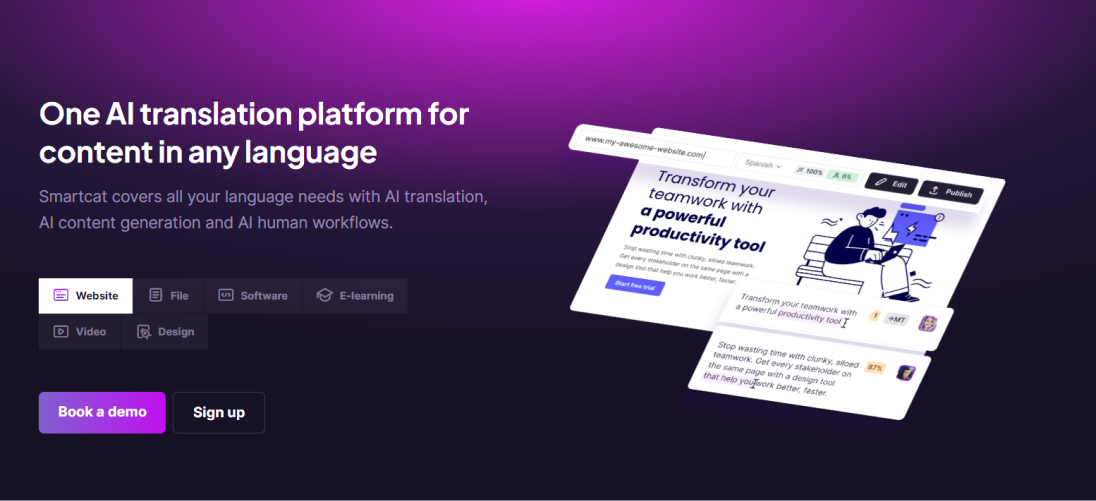 One AI translation platform for
content in any language
Smartcat covers all your language needs with AI translation,
AI content generation and AI human workflows.
Website
File
Software
E-learning
Video
Design
Book a demo
Sign up
www.my-awesome-website.com
Spanish
100%
0%
Edit
Publish
Transform your
teamwork with
a powerful
productivity tool
Stop wasting time with clunky, siloed teamwork.
Get every stakeholder on the same page with a
design tool that help you work better, faster.
Start free trial
Transform your teamwork with
a powerful productivity tool
!
→MT
Stop wasting time with clunky, siloed
teamwork. Get every stakeholder on
the same page with a design tool
that help you work better, faster.
87%